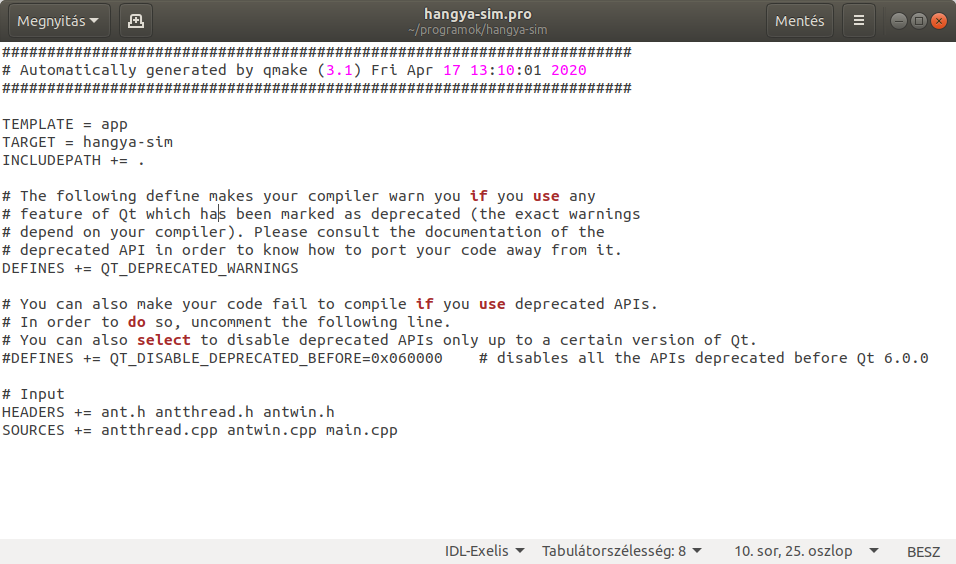 Megnyitás
hangya-sim.pro
~/programok/hangya-sim
Mentés
######################################################################
# Automatically generated by qmake (3.1) Fri Apr 17 13:10:01 2020
######################################################################
TEMPLATE = app
TARGET = hangya-sim
INCLUDEPATH += .
# The following define makes your compiler warn you if you use any
# feature of Qt which has been marked as deprecated (the exact warnings
# depend on your compiler). Please consult the documentation of the
# deprecated API in order to know how to port your code away from it.
DEFINES += QT_DEPRECATED_WARNINGS
# You can also make your code fail to compile if you use deprecated APIs.
# In order to do so, uncomment the following line.
# You can also select to disable deprecated APIs only up to a certain version of Qt.
#DEFINES += QT_DISABLE_DEPRECATED_BEFORE=0x060000    # disables all the APIs deprecated before Qt 6.0.0
# Input
HEADERS += ant.h antthread.h antwin.h
SOURCES += antthread.cpp antwin.cpp main.cpp
IDL-Exelis Tabulátorszélesség: 8 10. sor, 25. oszlop BESZ